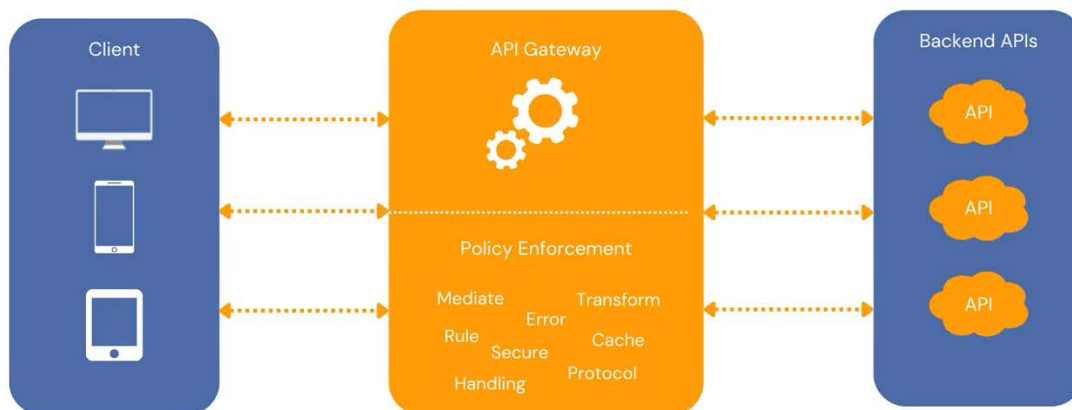 Client
API Gateway
Policy Enforcement
Mediate
Transform
Error
Rule
Cache
Secure
Protocol
Handling
Backend APIs
API
API
API